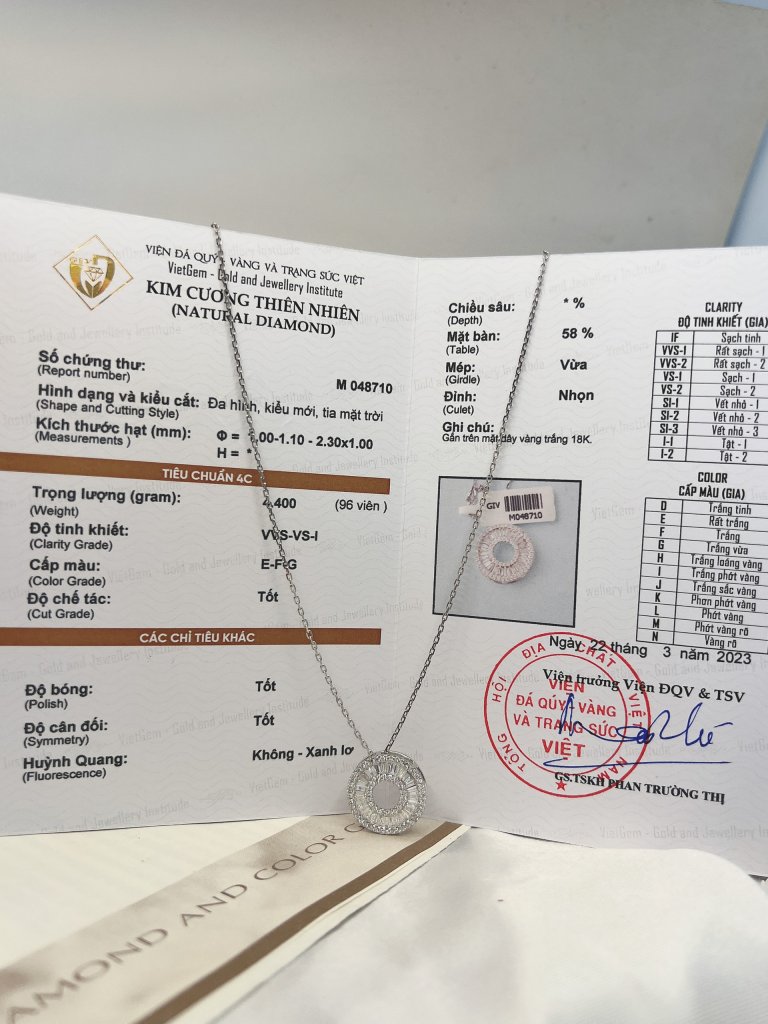 VIỆN ĐÁ QUÝ, VÀNG VÀ TRANG SỨC VIỆT
VietGem - Gold and Jewellery Institute
KIM CƯƠNG THIÊN NHIÊN
(NATURAL DIAMOND)
Số chứng thư:
(Report number)
M 048710
Hình dạng và kiểu cắt: Đa hình, kiểu mới, tia mặt trời
(Shape and Cutting Style)
Kích thước hạt (mm):
(Measurements )
Φ = 1.00-1.10 - 2.30x1.00
H = *
TIÊU CHUẨN 4C
Trọng lượng (gram): 4.400 (96 viên )
(Weight)
Độ tinh khiết: VVS-VS-I
(Clarity Grade)
Cấp màu: E-F-G
(Color Grade)
Độ chế tác: Tốt
(Cut Grade)
CÁC CHỈ TIÊU KHÁC
Độ bóng: Tốt
(Polish)
Độ cân đối: Tốt
(Symmetry)
Huỳnh Quang: Không - Xanh lơ
(Fluorescence)
Chiều sâu: * %
(Depth)
Mặt bàn: 58 %
(Table)
Mép: Vừa
(Girdle)
Đỉnh: Nhọn
(Culet)
Ghi chú:
Gắn trên mặt dây vàng trắng 18K.
GIV
M048710
CLARITY
ĐỘ TINH KHIẾT (GIA)
IF Sạch tinh
VVS-1 Rất sạch - 1
VVS-2 Rất sạch - 2
VS-1 Sạch - 1
VS-2 Sạch - 2
SI-1 Vết nhỏ - 1
SI-2 Vết nhỏ - 2
SI-3 Vết nhỏ - 3
I-1 Tật - 1
I-2 Tật - 2
COLOR
CẤP MÀU (GIA)
D Trắng tinh
E Rất trắng
F Trắng
G Trắng vừa
H Trắng loáng vàng
I Trắng phớt vàng
J Trắng sắc vàng
K Phơn phớt vàng
L Phớt vàng
M Phớt vàng rõ
N Vàng rõ
Ngày 22 tháng 3 năm 2023
Viện trưởng Viện ĐQV & TSV
TỔNG HỘI ĐỊA CHẤT VIỆT NAM
VIỆN
ĐÁ QUÝ, VÀNG
VÀ TRANG SỨC
VIỆT
GS.TSKH PHAN TRƯỜNG THỊ
AMOND AND COLOR G